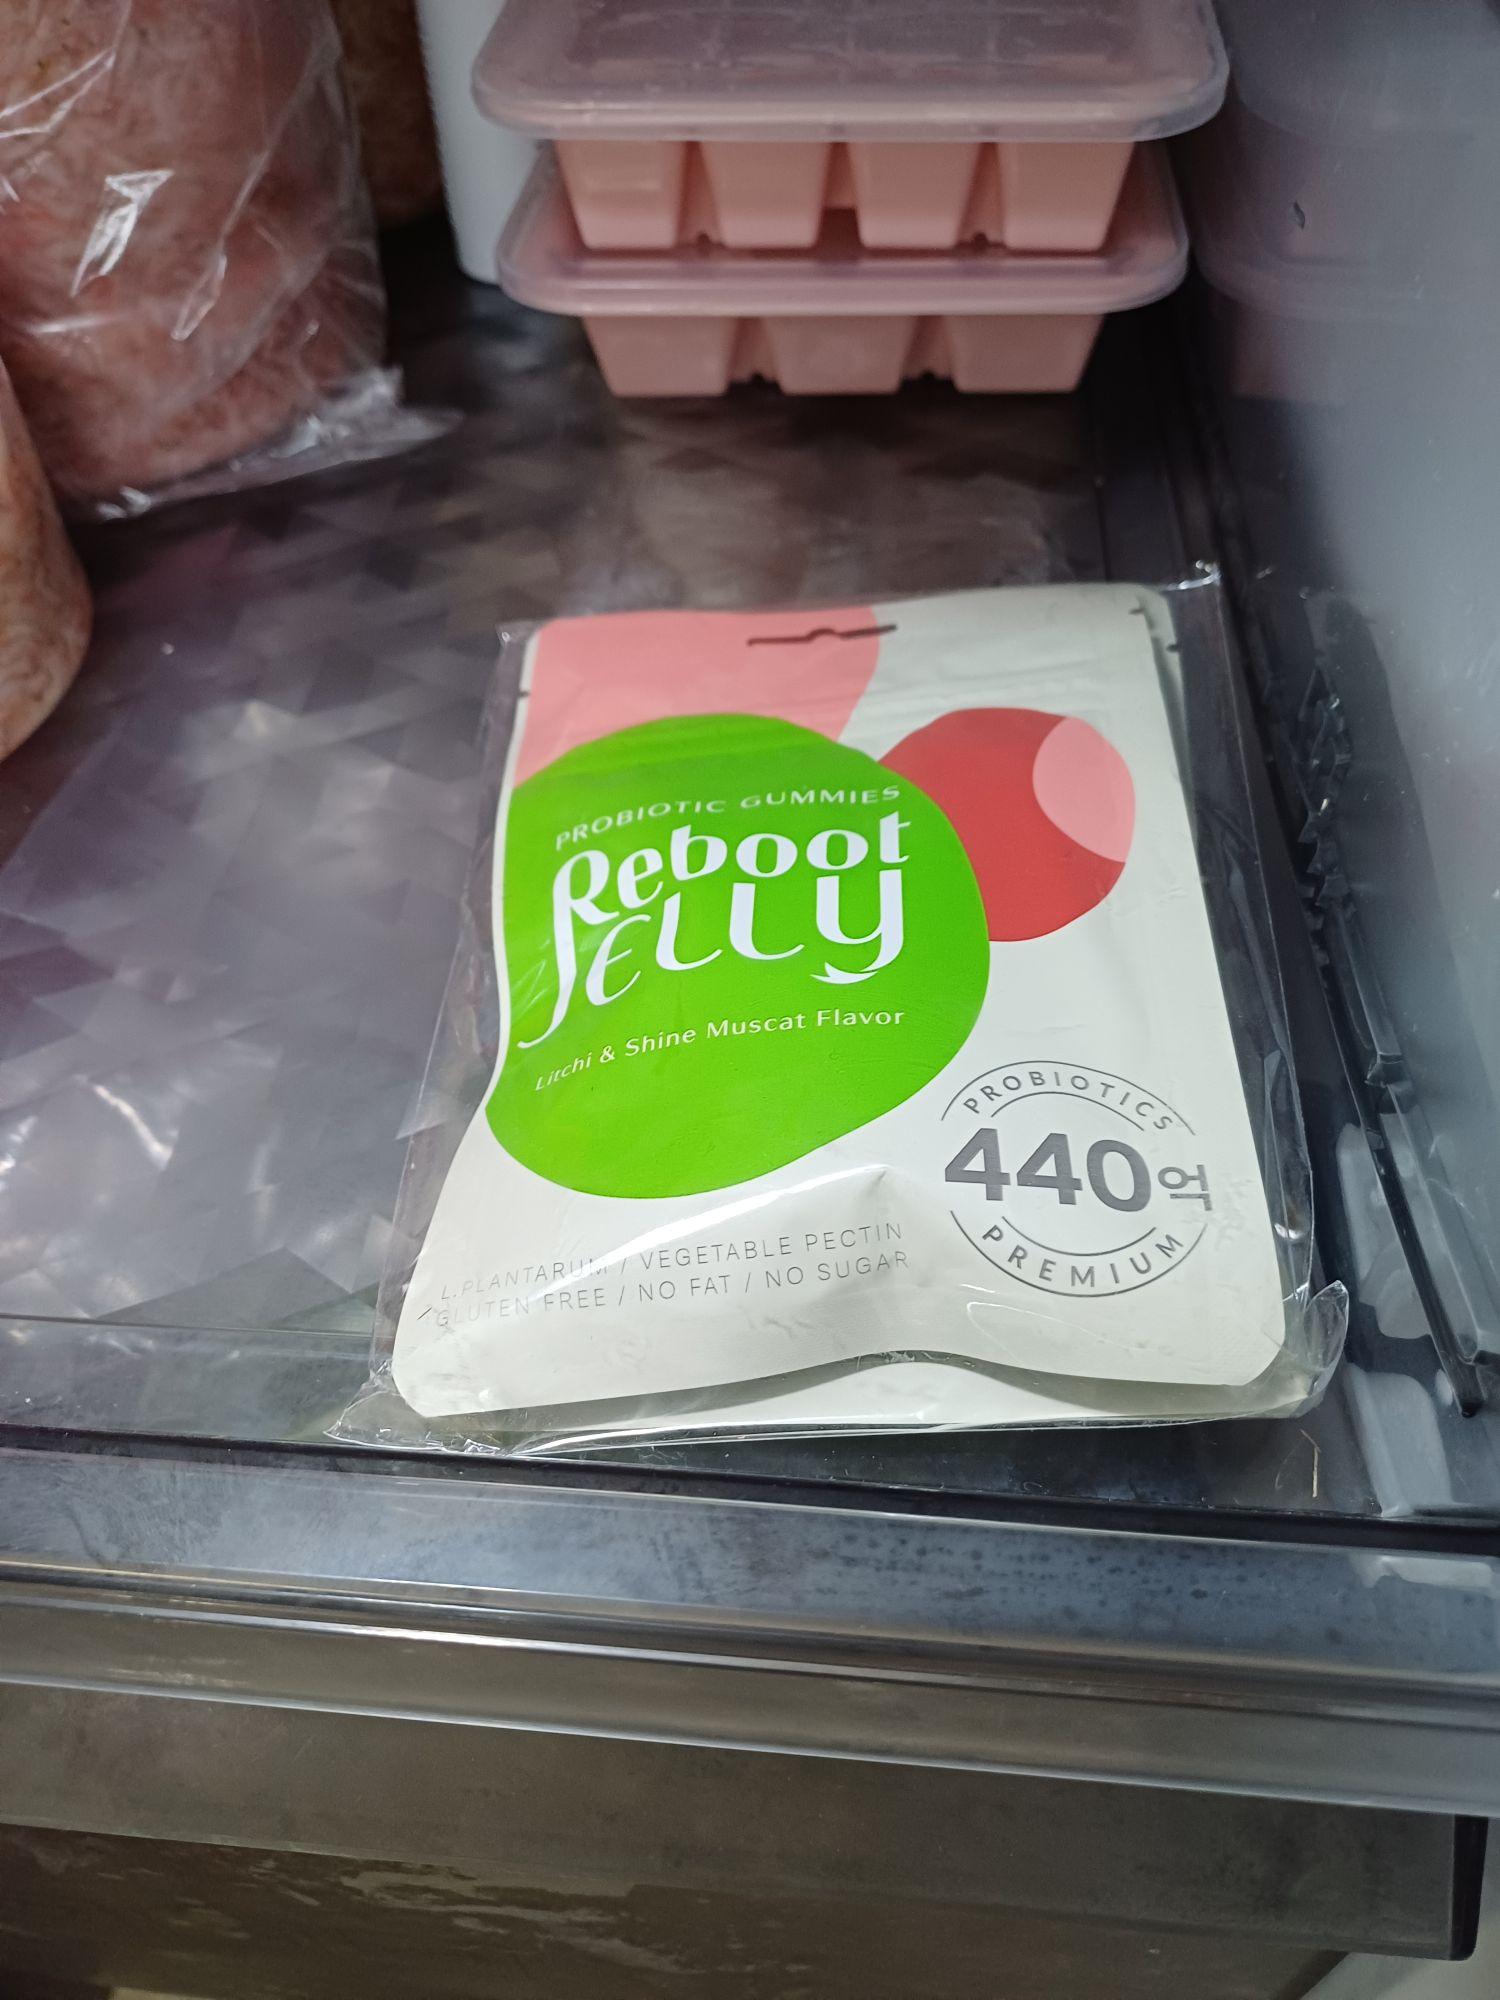 PROBIOTIC GUMMIES
Reboot
JELLY
Litchi & Shine Muscat Flavor
PROBIOTICS
440억
PREMIUM
L.PLANTARUM / VEGETABLE PECTIN
GLUTEN FREE / NO FAT / NO SUGAR